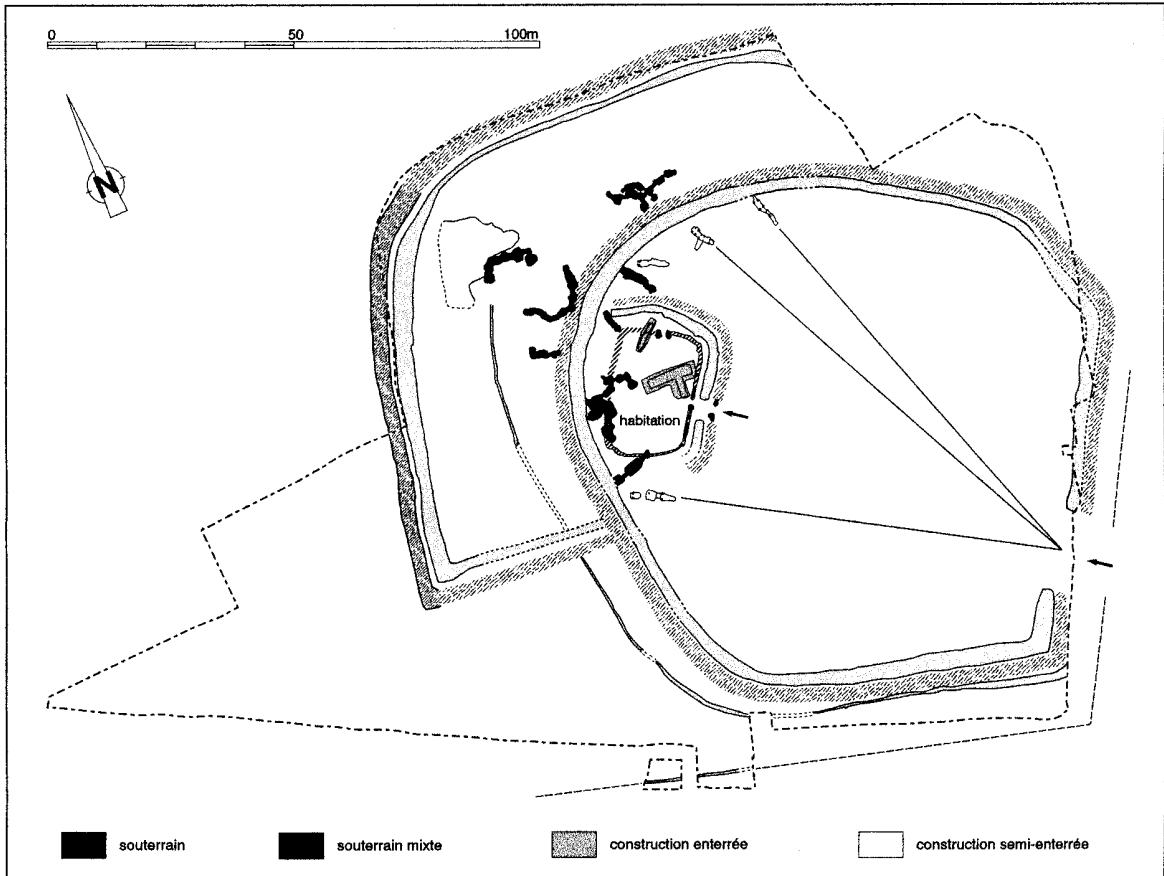 0 50 100m
N
habitation
souterrain souterrain mixte construction enterrée construction semi-enterrée